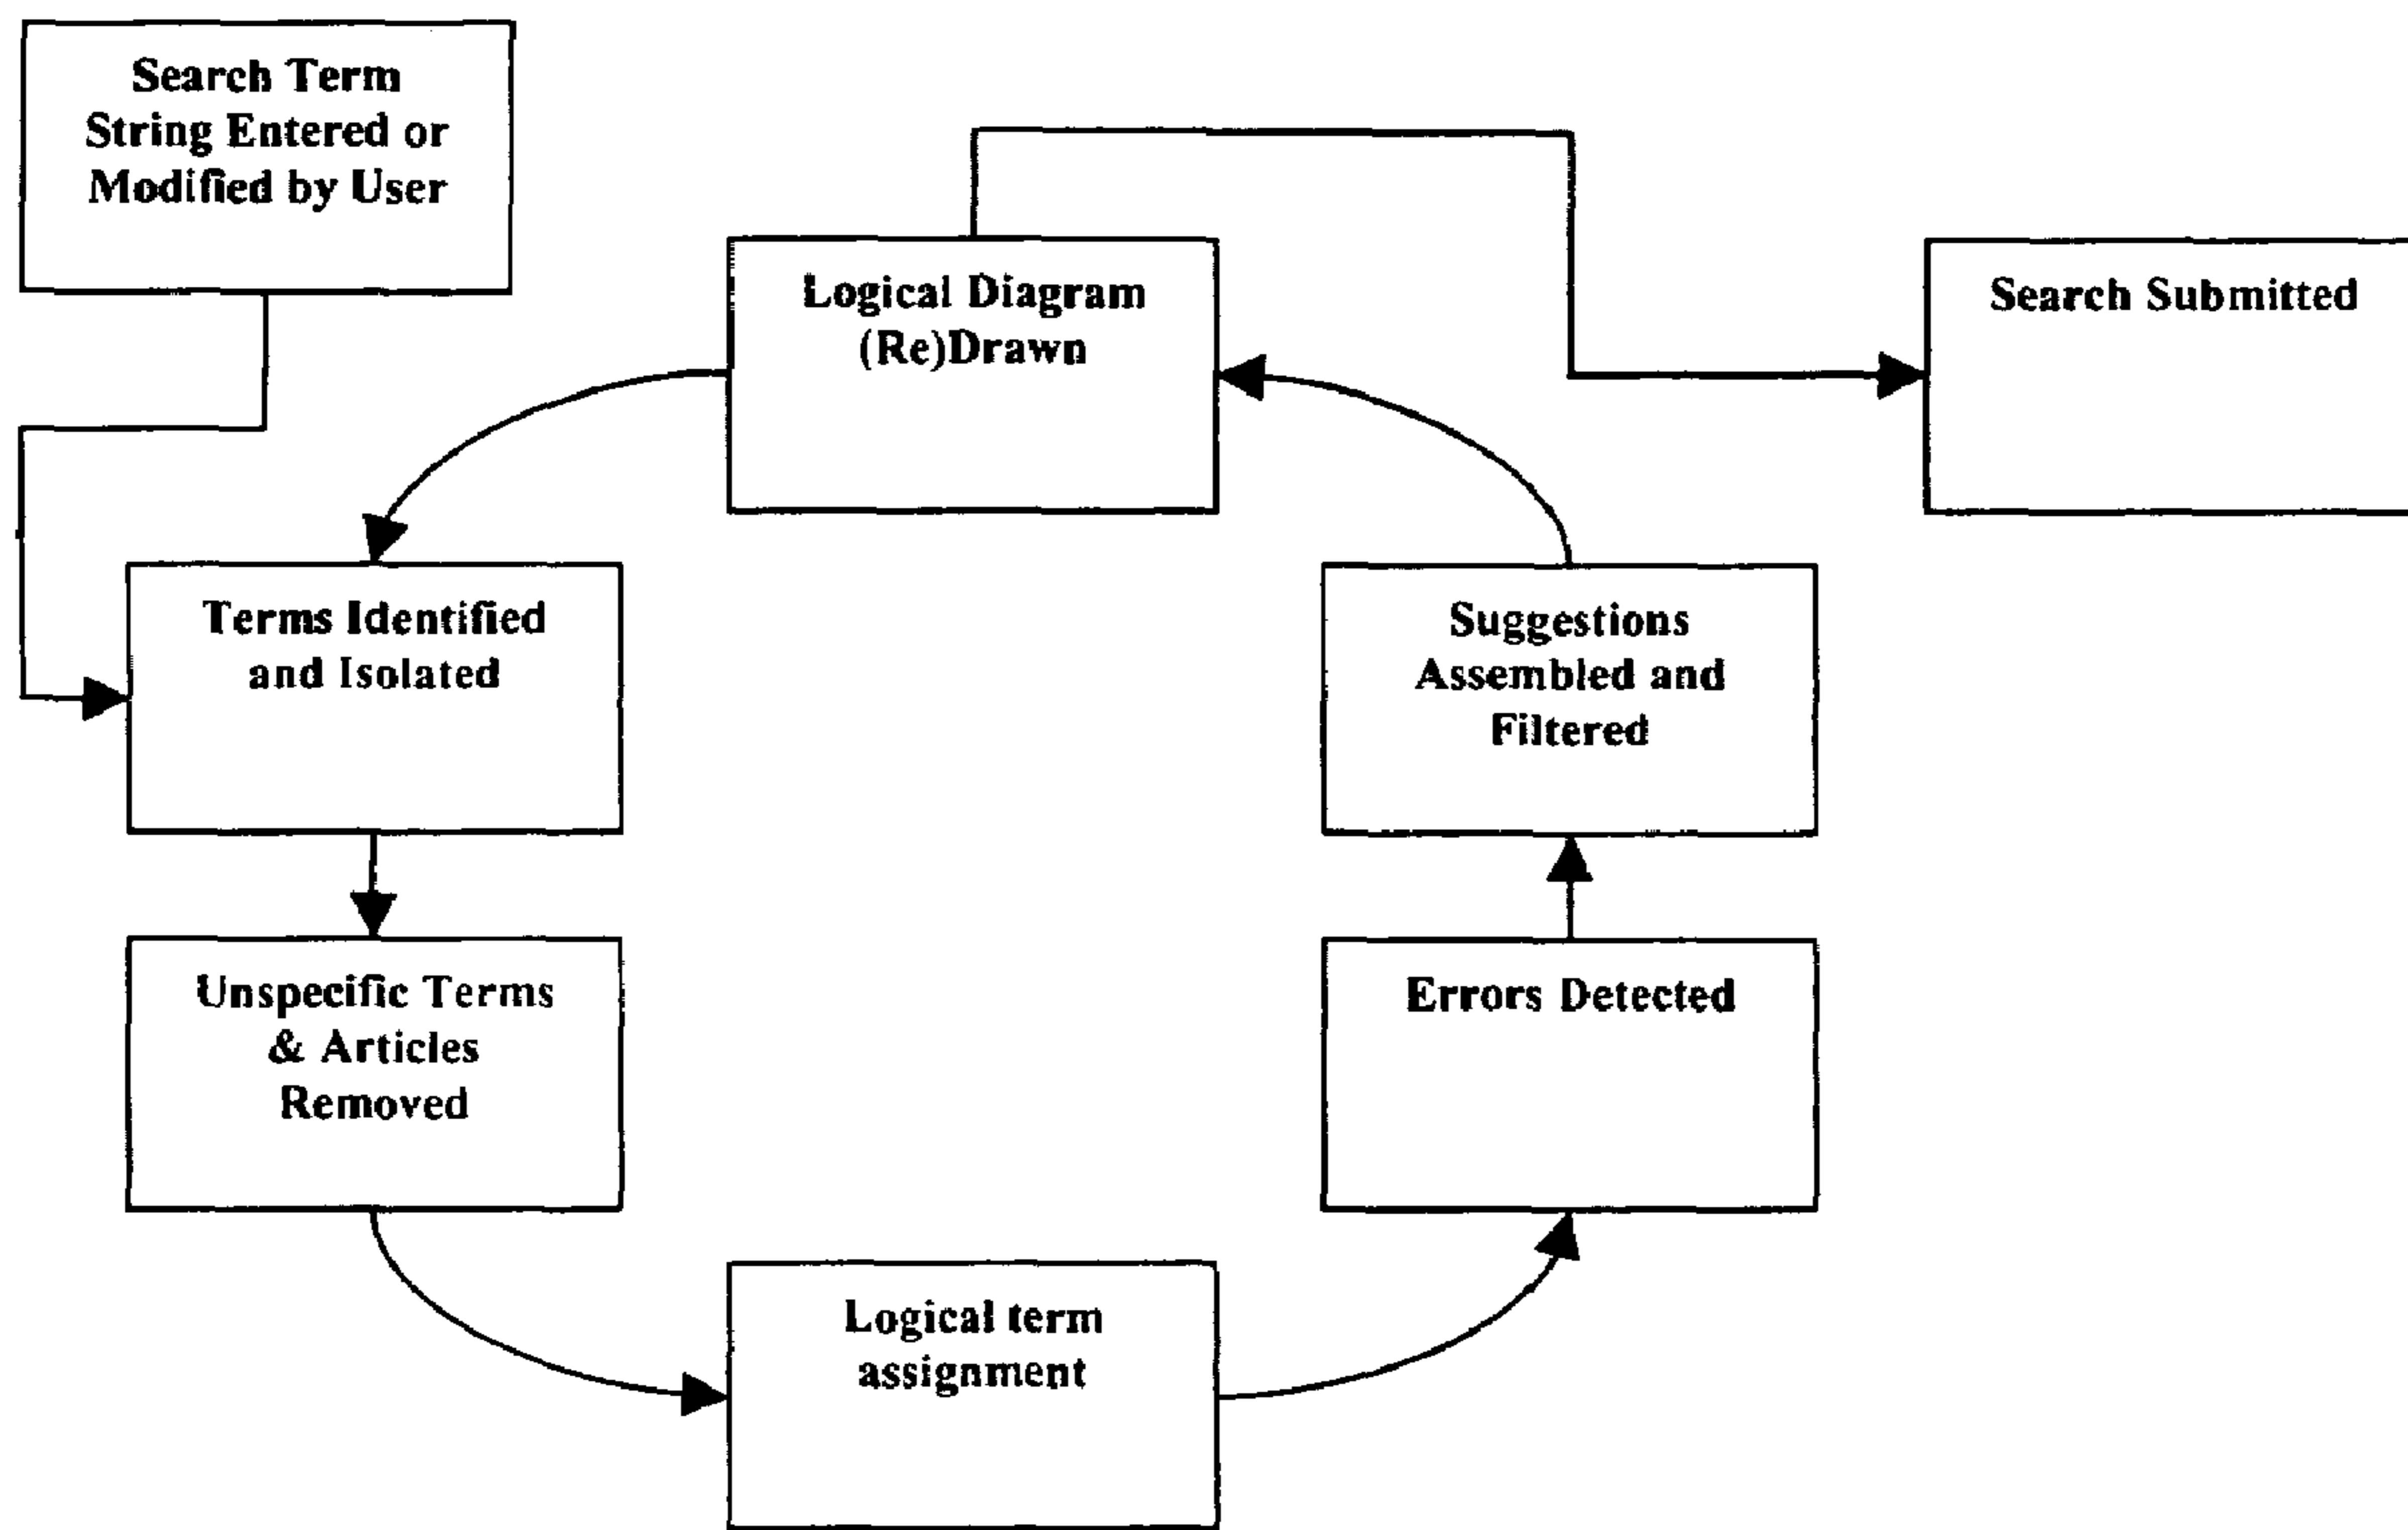 Search Term
String Entered or
Modified by User
Logical Diagram
(Re)Drawn
Search Submitted
Terms Identified
and Isolated
Suggestions
Assembled and
Filtered
Unspecific Terms
& Articles
Removed
Errors Detected
Logical term
assignment